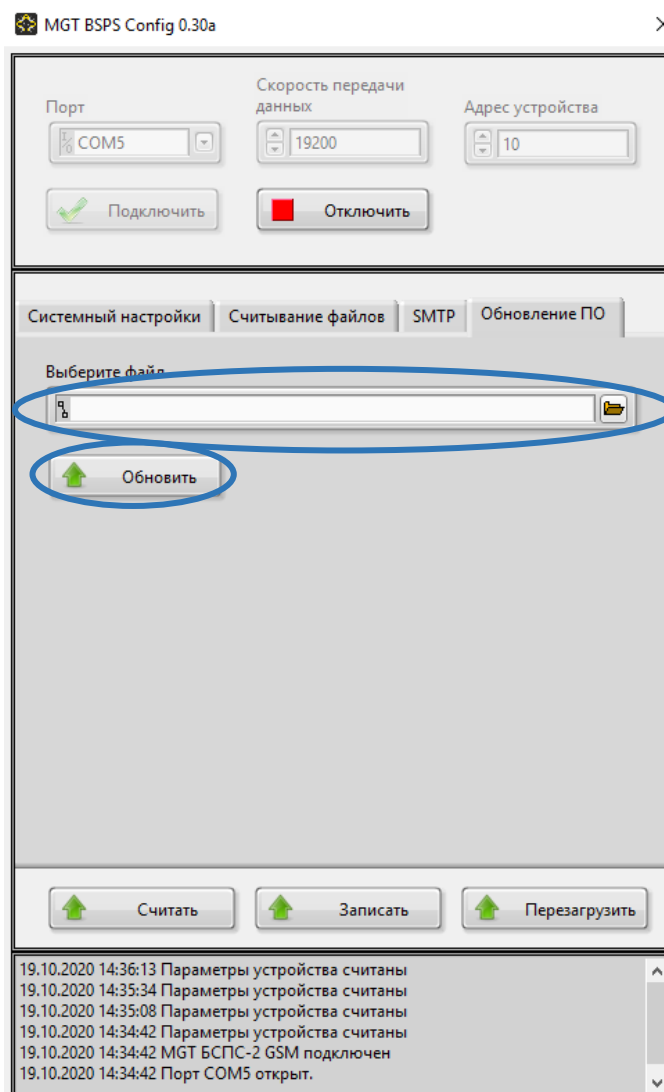 MGT BSPS Config 0.30a
Порт
Скорость передачи
данных
Адрес устройства
COM5
19200
10
Подключить
Отключить
Системный настройки
Считывание файлов
SMTP
Обновление ПО
Выберите файл
Обновить
Считать
Записать
Перезагрузить
19.10.2020 14:36:13 Параметры устройства считаны
19.10.2020 14:35:34 Параметры устройства считаны
19.10.2020 14:35:08 Параметры устройства считаны
19.10.2020 14:34:42 Параметры устройства считаны
19.10.2020 14:34:42 MGT БСПС-2 GSM подключен
19.10.2020 14:34:42 Порт COM5 открыт.